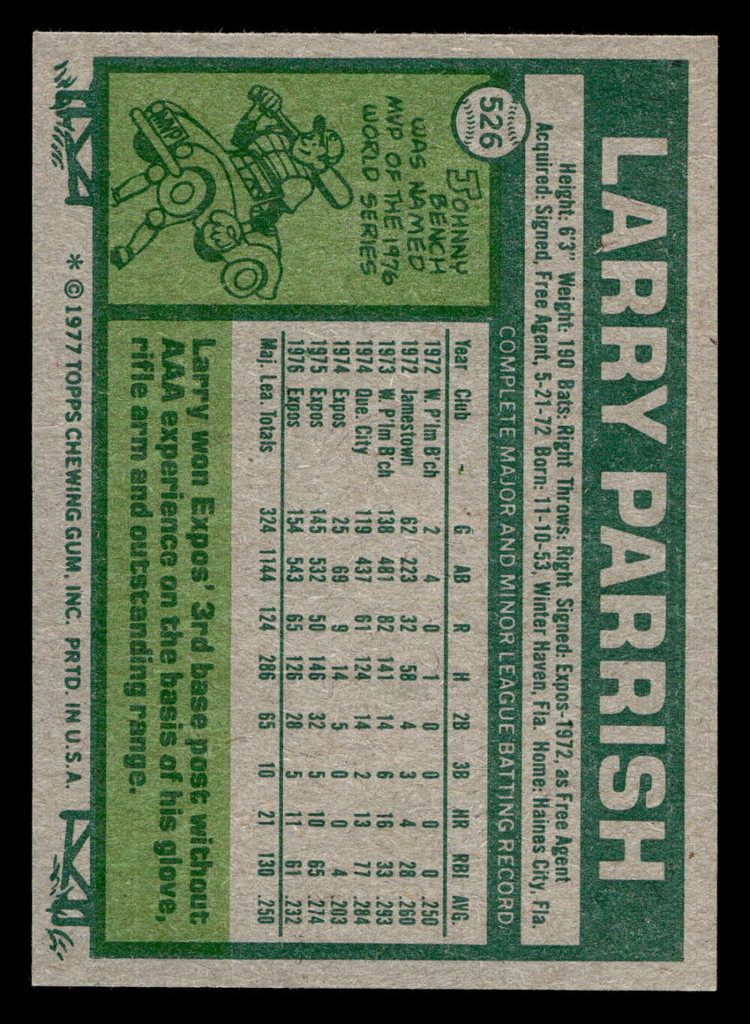 526
LARRY PARRISH
Height: 6'3" Weight: 190 Bats: Right Throws: Right Signed: Expos-1972, as Free Agent
Acquired: Signed, Free Agent, 5-21-72 Born: 11-10-53, Winter Haven, Fla. Home: Haines City, Fla.
COMPLETE MAJOR AND MINOR LEAGUE BATTING RECORD
MVP
JOHNNY
BENCH
WAS NAMED
MVP OF THE 1976
WORLD SERIES
Year Club G AB R H 2B 3B HR RBI AVG.
1972 W. P'lm B'ch 2 4 0 1 0 0 0 0 .250
1972 Jamestown 62 223 32 58 4 3 4 28 .260
1973 W. P'lm B'ch 138 481 82 141 14 6 16 33 .293
1974 Que. City 119 437 61 124 14 2 13 77 .284
1974 Expos 25 69 9 14 5 0 0 4 .203
1975 Expos 145 532 50 146 32 5 10 65 .274
1976 Expos 154 543 65 126 28 5 11 61 .232
Maj. Lea. Totals 324 1144 124 286 65 10 21 130 .250
Larry won Expos' 3rd base post without
AAA experience on the basis of his glove,
rifle arm and outstanding range.
* © 1977 TOPPS CHEWING GUM, INC. PRTD. IN U.S.A.